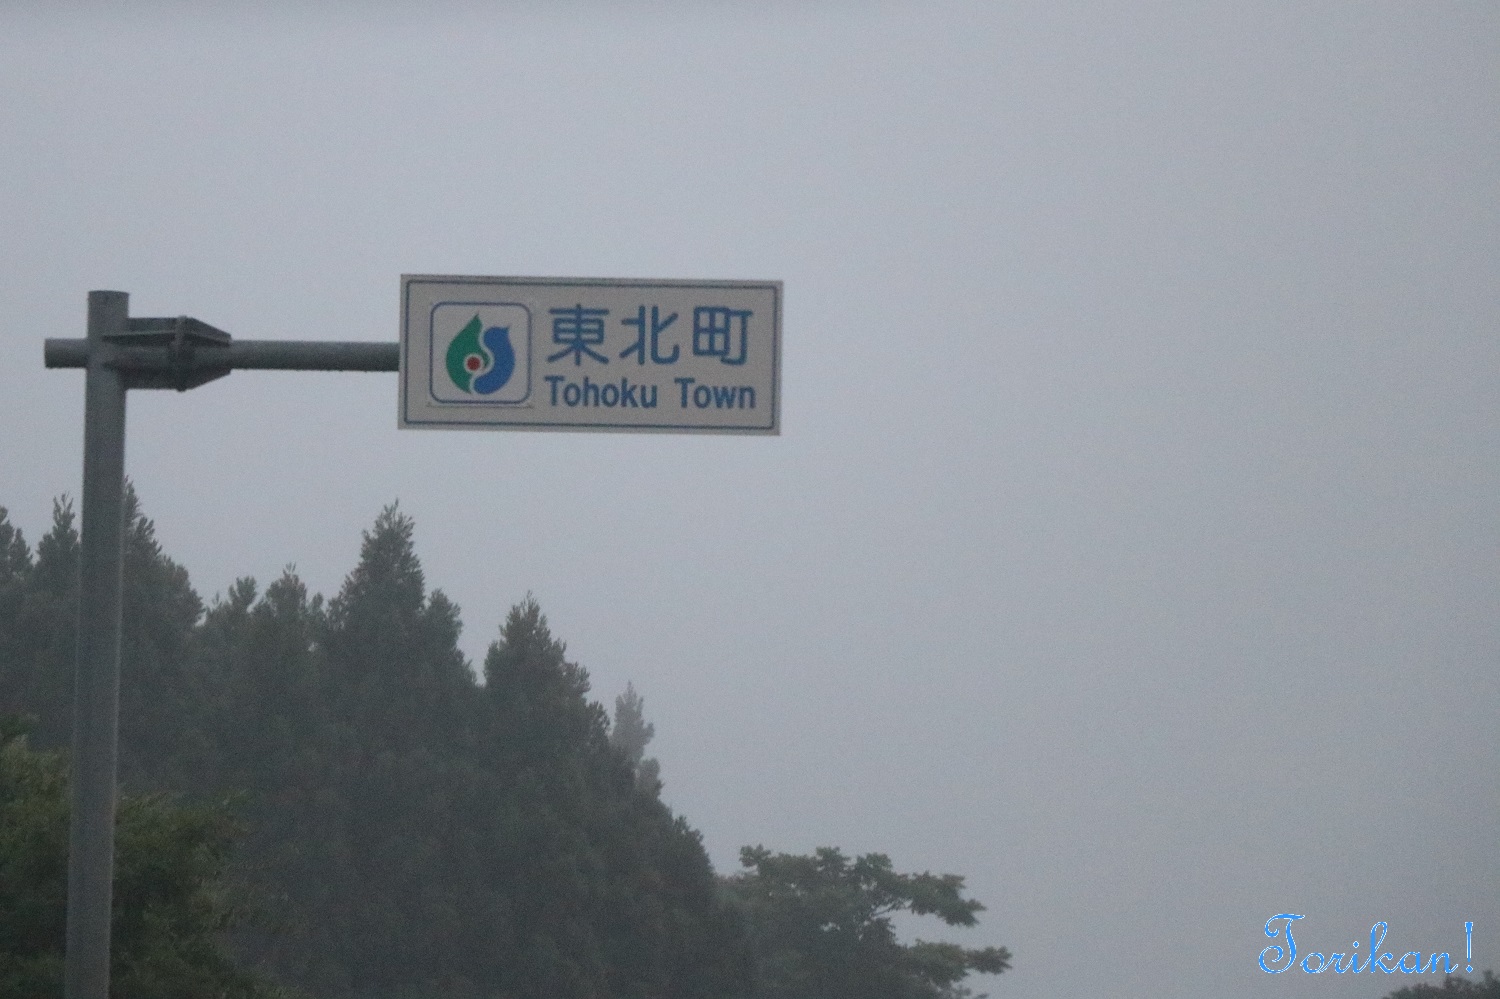 東北町
Tohoku Town
Torikan!